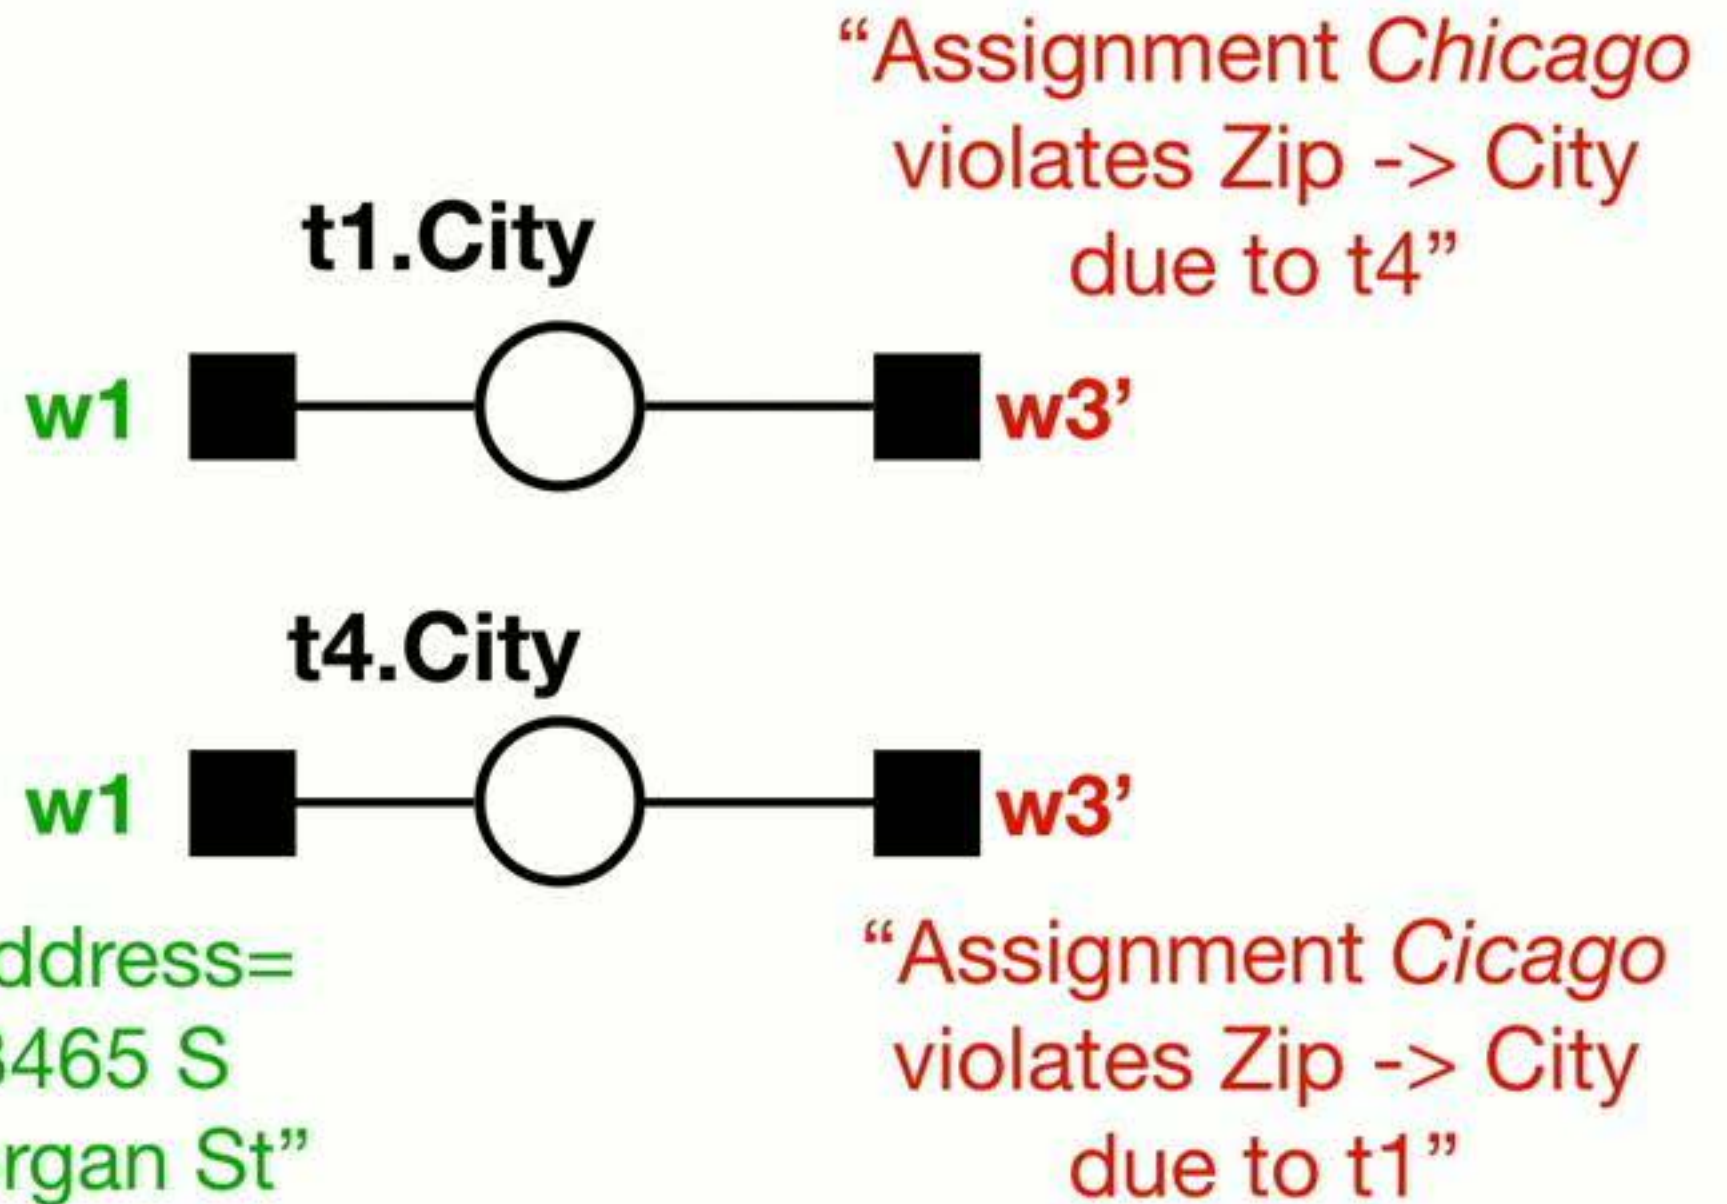 “Assignment Chicago
violates Zip -> City
due to t4”
t1.City
w1
w3’
t4.City
w1
w3’
ddress=
3465 S
rgan St”
“Assignment Cicago
violates Zip -> City
due to t1”